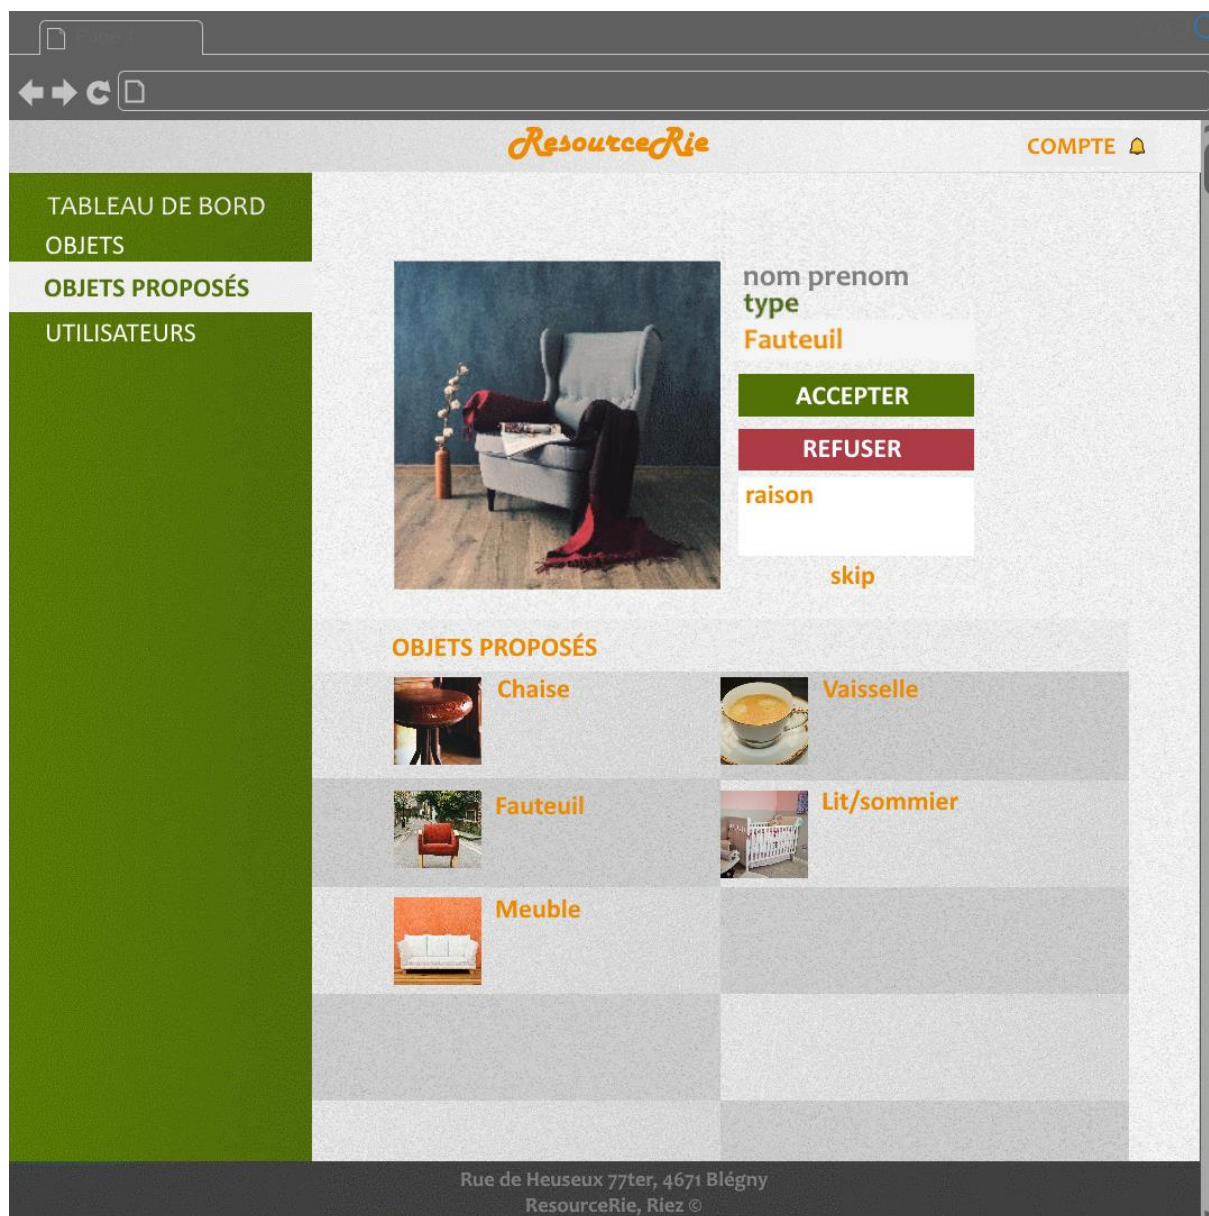 ResourceRie
COMPTE
TABLEAU DE BORD
OBJETS
OBJETS PROPOSÉS
UTILISATEURS
nom prenom
type
Fauteuil
ACCEPTER
REFUSER
raison
skip
OBJETS PROPOSÉS
Chaise
Vaisselle
Fauteuil
Lit/sommier
Meuble
Rue de Heuseux 77ter, 4671 Blégny
ResourceRie, Riez ©